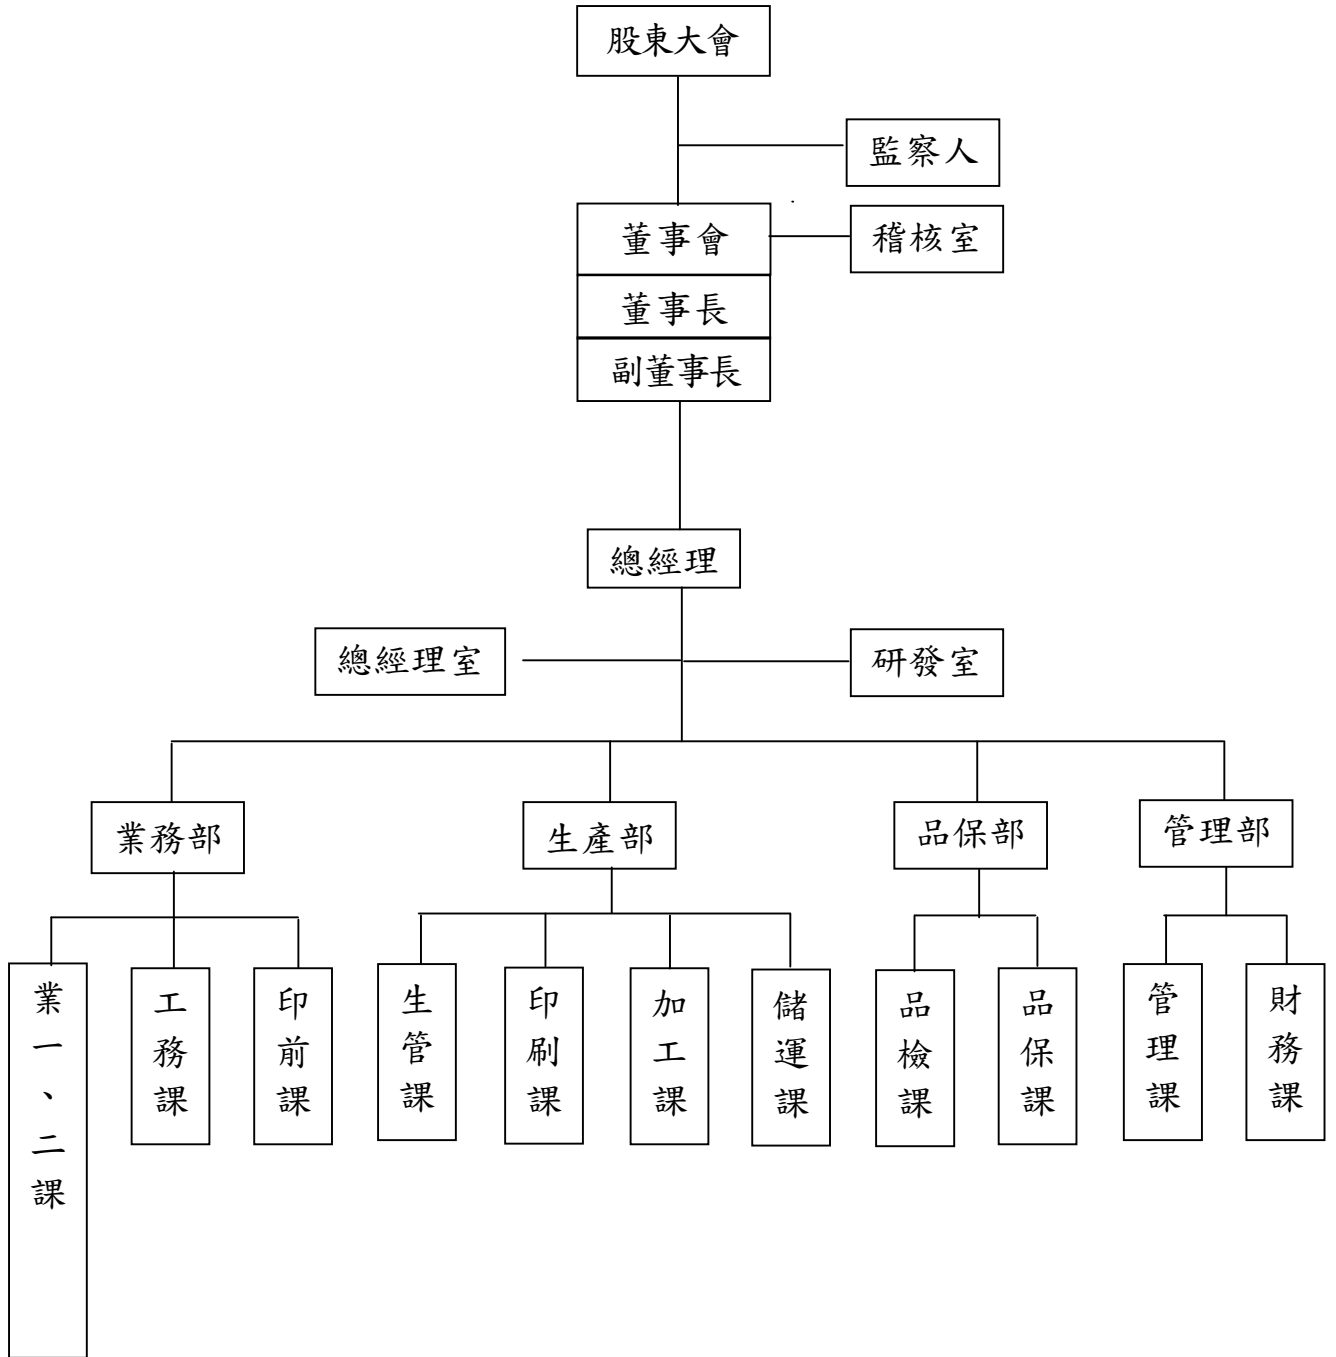 股東大會
監察人
董事會
稽核室
董事長
副董事長
總經理
總經理室
研發室
業務部
生產部
品保部
管理部
業一、二課
工務課
印前課
生管課
印刷課
加工課
儲運課
品檢課
品保課
管理課
財務課